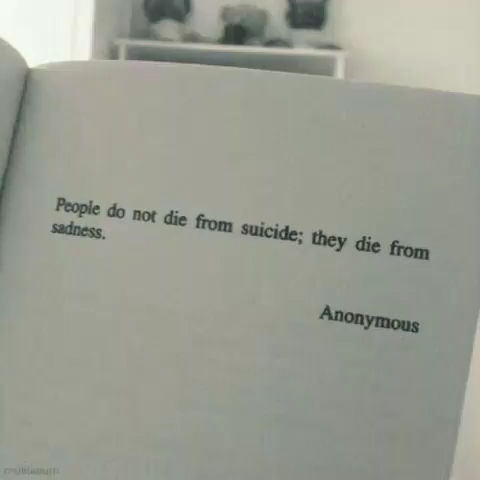 People do not die from suicide; they die from
sadness.
Anonymous